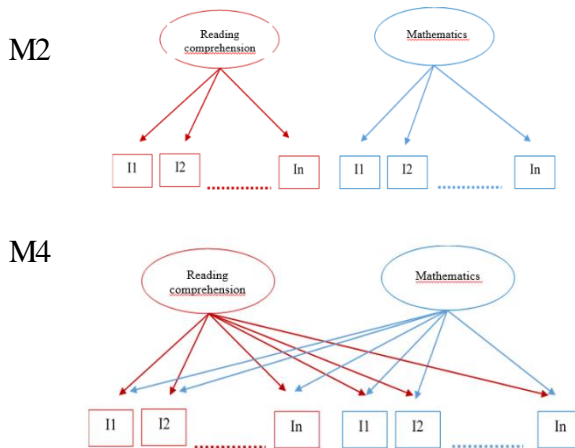 M2
Reading
comprehension
Mathematics
I1 I2 In I1 I2 In
M4
Reading
comprehension
Mathematics
I1 I2 In I1 I2 In